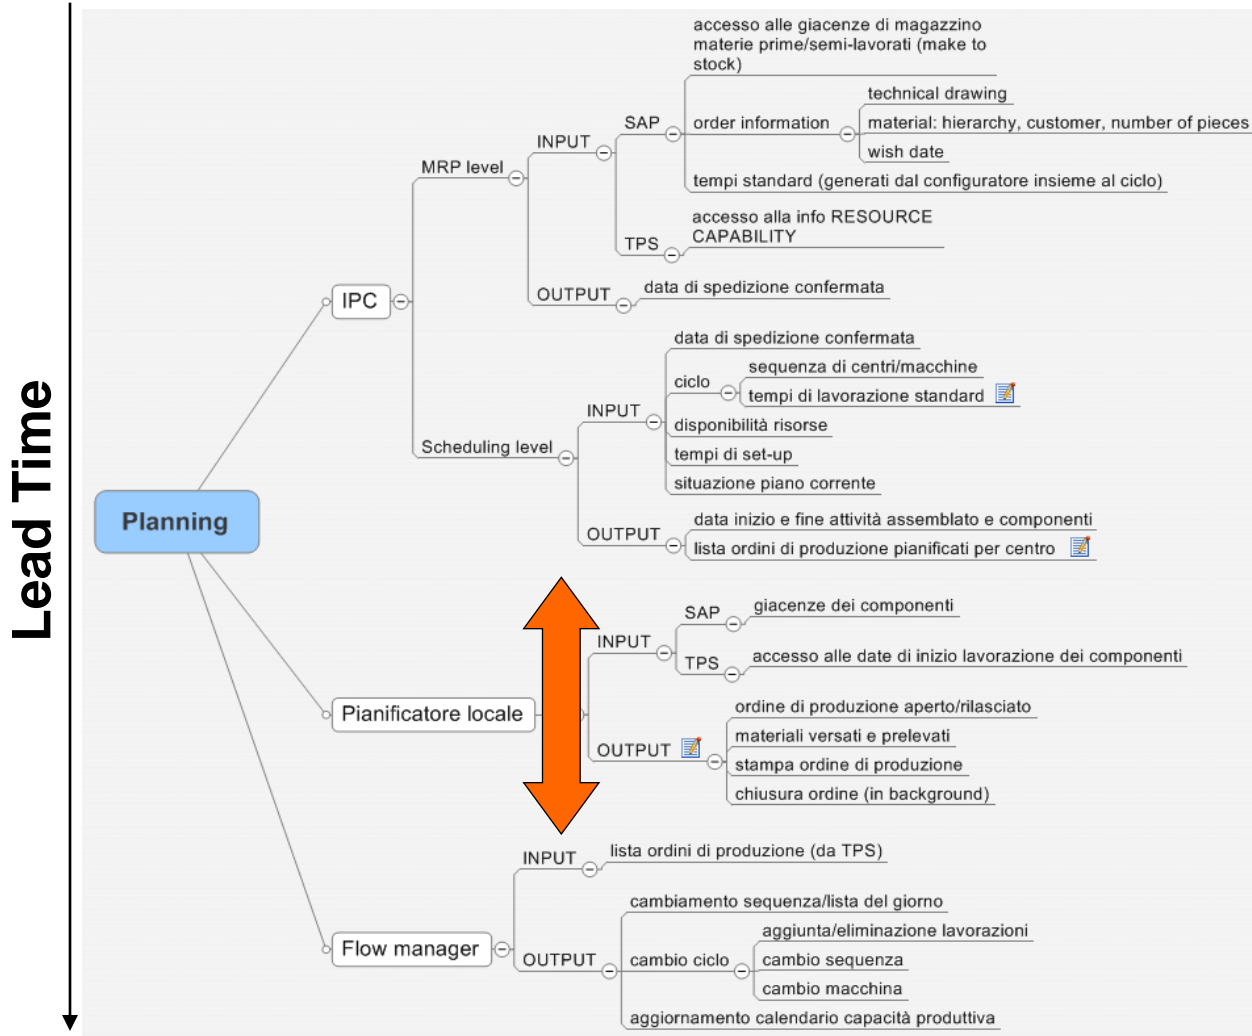 Lead Time
Planning
IPC
MRP level
INPUT
SAP
accesso alle giacenze di magazzino
materie prime/semi-lavorati (make to
stock)
order information
technical drawing
material: hierarchy, customer, number of pieces
wish date
tempi standard (generati dal configuratore insieme al ciclo)
TPS
accesso alla info RESOURCE
CAPABILITY
OUTPUT
data di spedizione confermata
Scheduling level
INPUT
data di spedizione confermata
ciclo
sequenza di centri/macchine
tempi di lavorazione standard
disponibilità risorse
tempi di set-up
situazione piano corrente
OUTPUT
data inizio e fine attività assemblato e componenti
lista ordini di produzione pianificati per centro
Pianificatore locale
INPUT
SAP
giacenze dei componenti
TPS
accesso alle date di inizio lavorazione dei componenti
OUTPUT
ordine di produzione aperto/rilasciato
materiali versati e prelevati
stampa ordine di produzione
chiusura ordine (in background)
Flow manager
INPUT
lista ordini di produzione (da TPS)
OUTPUT
cambiamento sequenza/lista del giorno
cambio ciclo
aggiunta/eliminazione lavorazioni
cambio sequenza
cambio macchina
aggiornamento calendario capacità produttiva